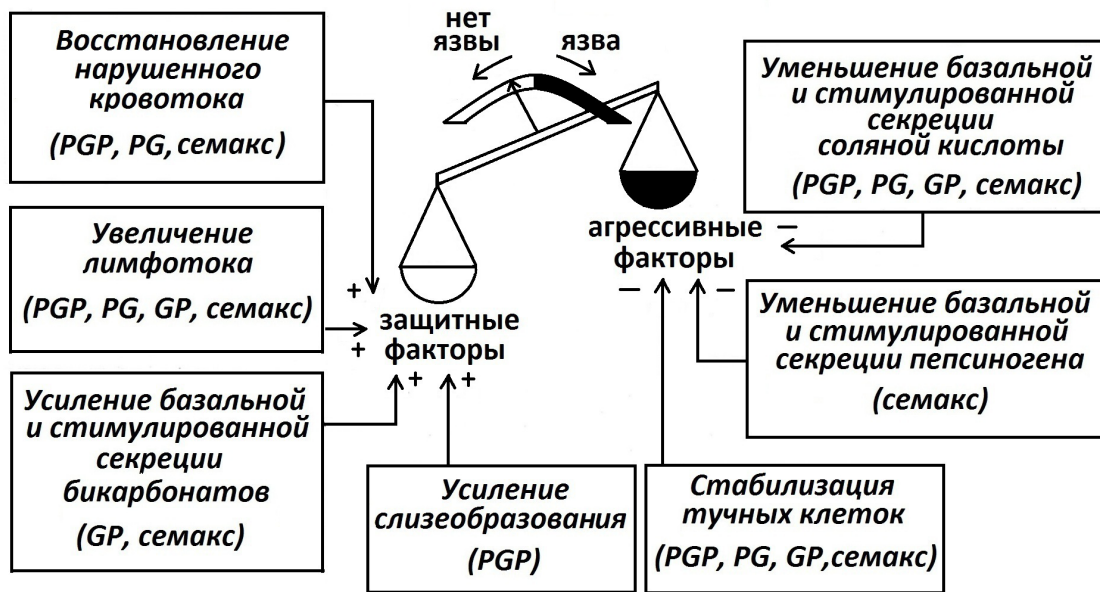 Восстановление
нарушенного
кровотока
(PGP, PG, семакс)
нет
язвы
язва
Уменьшение базальной
и стимулированной
секреции
соляной кислоты
(PGP, PG, GP, семакс)
Увеличение
лимфотока
(PGP, PG, GP, семакс)
агрессивные –
факторы
– –
+
+
защитные
факторы
+ +
Уменьшение базальной
и стимулированной
секреции пепсиногена
(семакс)
Усиление базальной
и стимулированной
секреции
бикарбонатов
(GP, семакс)
Усиление
слизеобразования
(PGP)
Стабилизация
тучных клеток
(PGP, PG, GP,семакс)